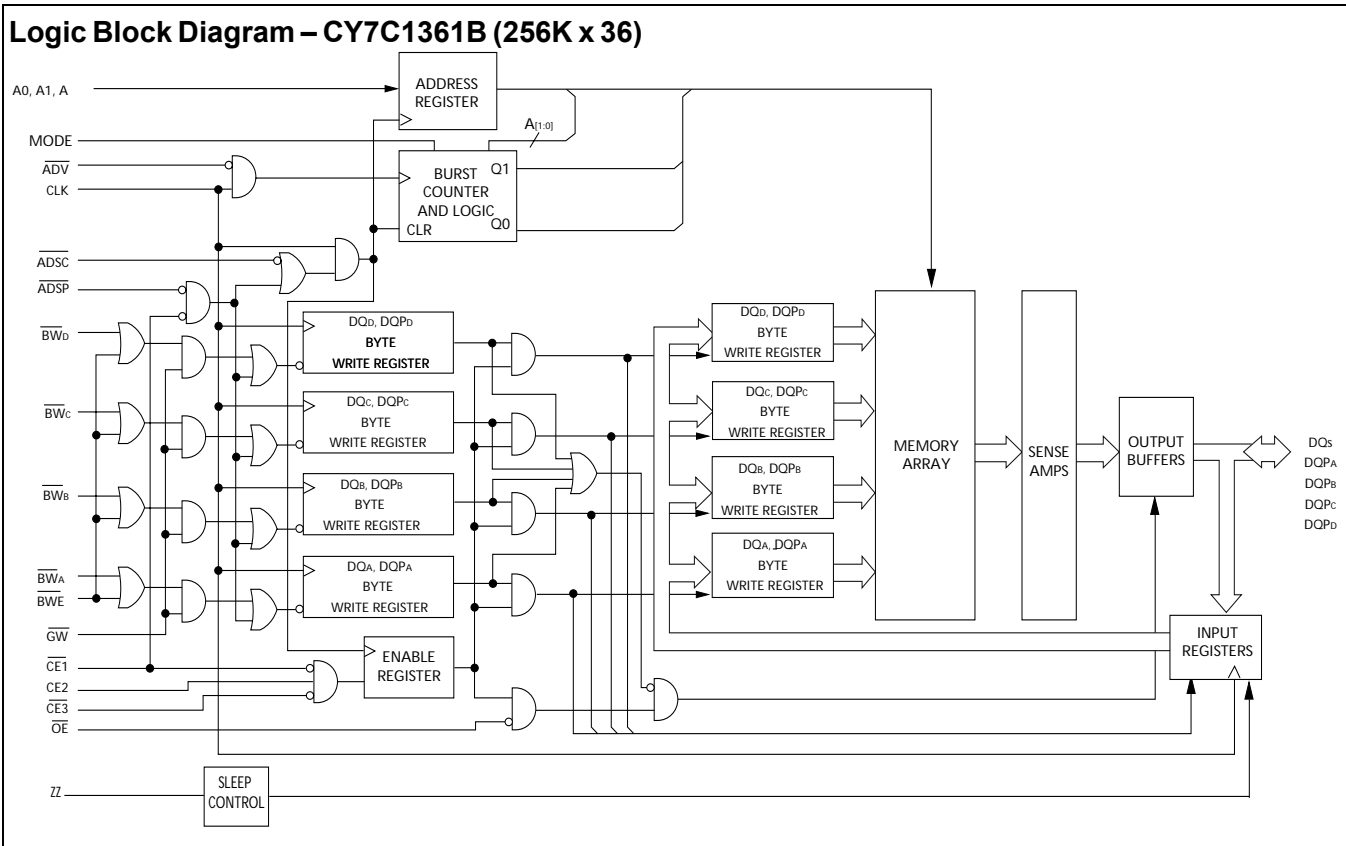 Logic Block Diagram – CY7C1361B (256K x 36)
A0, A1, A
ADDRESS
REGISTER
A[1:0]
MODE
ADV
CLK
BURST
COUNTER
AND LOGIC
Q1
Q0
CLR
ADSC
ADSP
BWD
BWC
BWB
BWA
BWE
GW
CE1
CE2
CE3
OE
ZZ
SLEEP
CONTROL
DQD, DQPD
BYTE
WRITE REGISTER
DQC, DQPC
BYTE
WRITE REGISTER
DQB, DQPB
BYTE
WRITE REGISTER
DQA, DQPA
BYTE
WRITE REGISTER
ENABLE
REGISTER
DQD, DQPD
BYTE
WRITE REGISTER
DQC, DQPC
BYTE
WRITE REGISTER
DQB, DQPB
BYTE
WRITE REGISTER
DQA, DQPA
BYTE
WRITE REGISTER
MEMORY
ARRAY
SENSE
AMPS
OUTPUT
BUFFERS
DQs
DQPA
DQPB
DQPC
DQPD
INPUT
REGISTERS